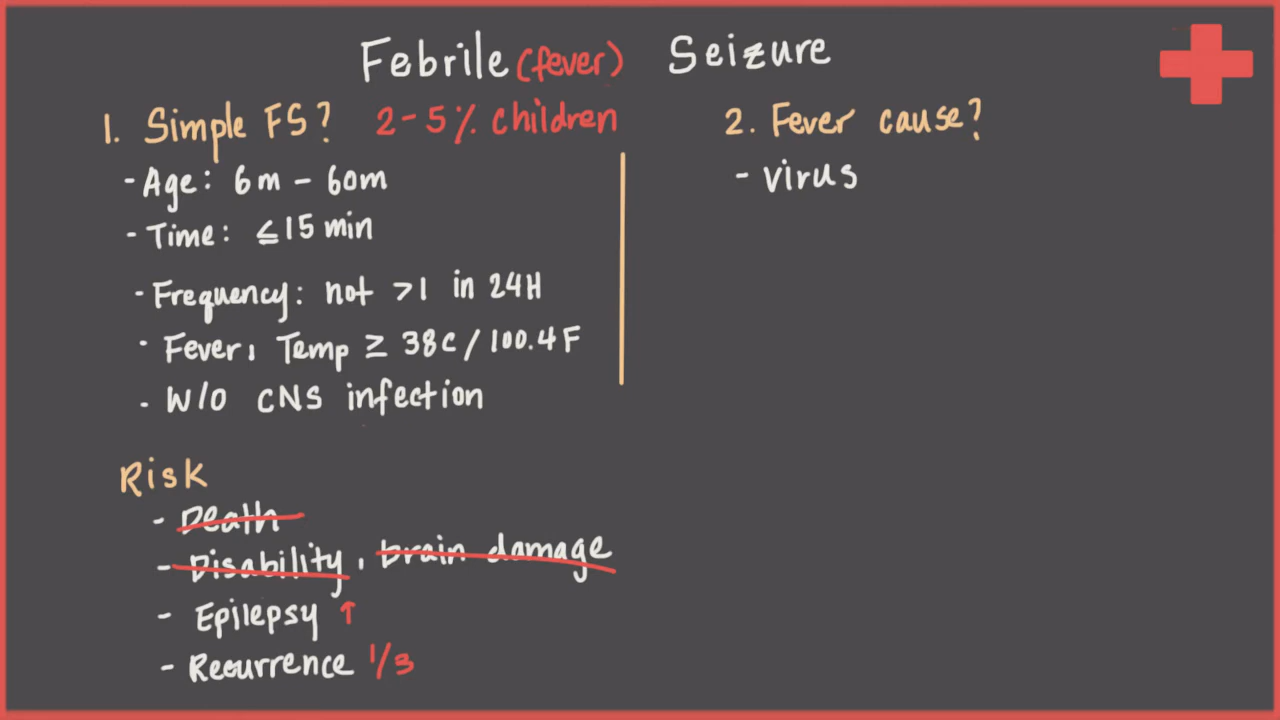 Febrile (fever) Seizure
1. Simple FS? 2-5% children
- Age: 6m - 60m
- Time: ≤15 min
- Frequency: not >1 in 24H
- Fever: Temp ≥ 38C / 100.4F
- W/O CNS infection
Risk
- Death
- Disability, brain damage
- Epilepsy ↑
- Recurrence 1/3
2. Fever cause?
- virus